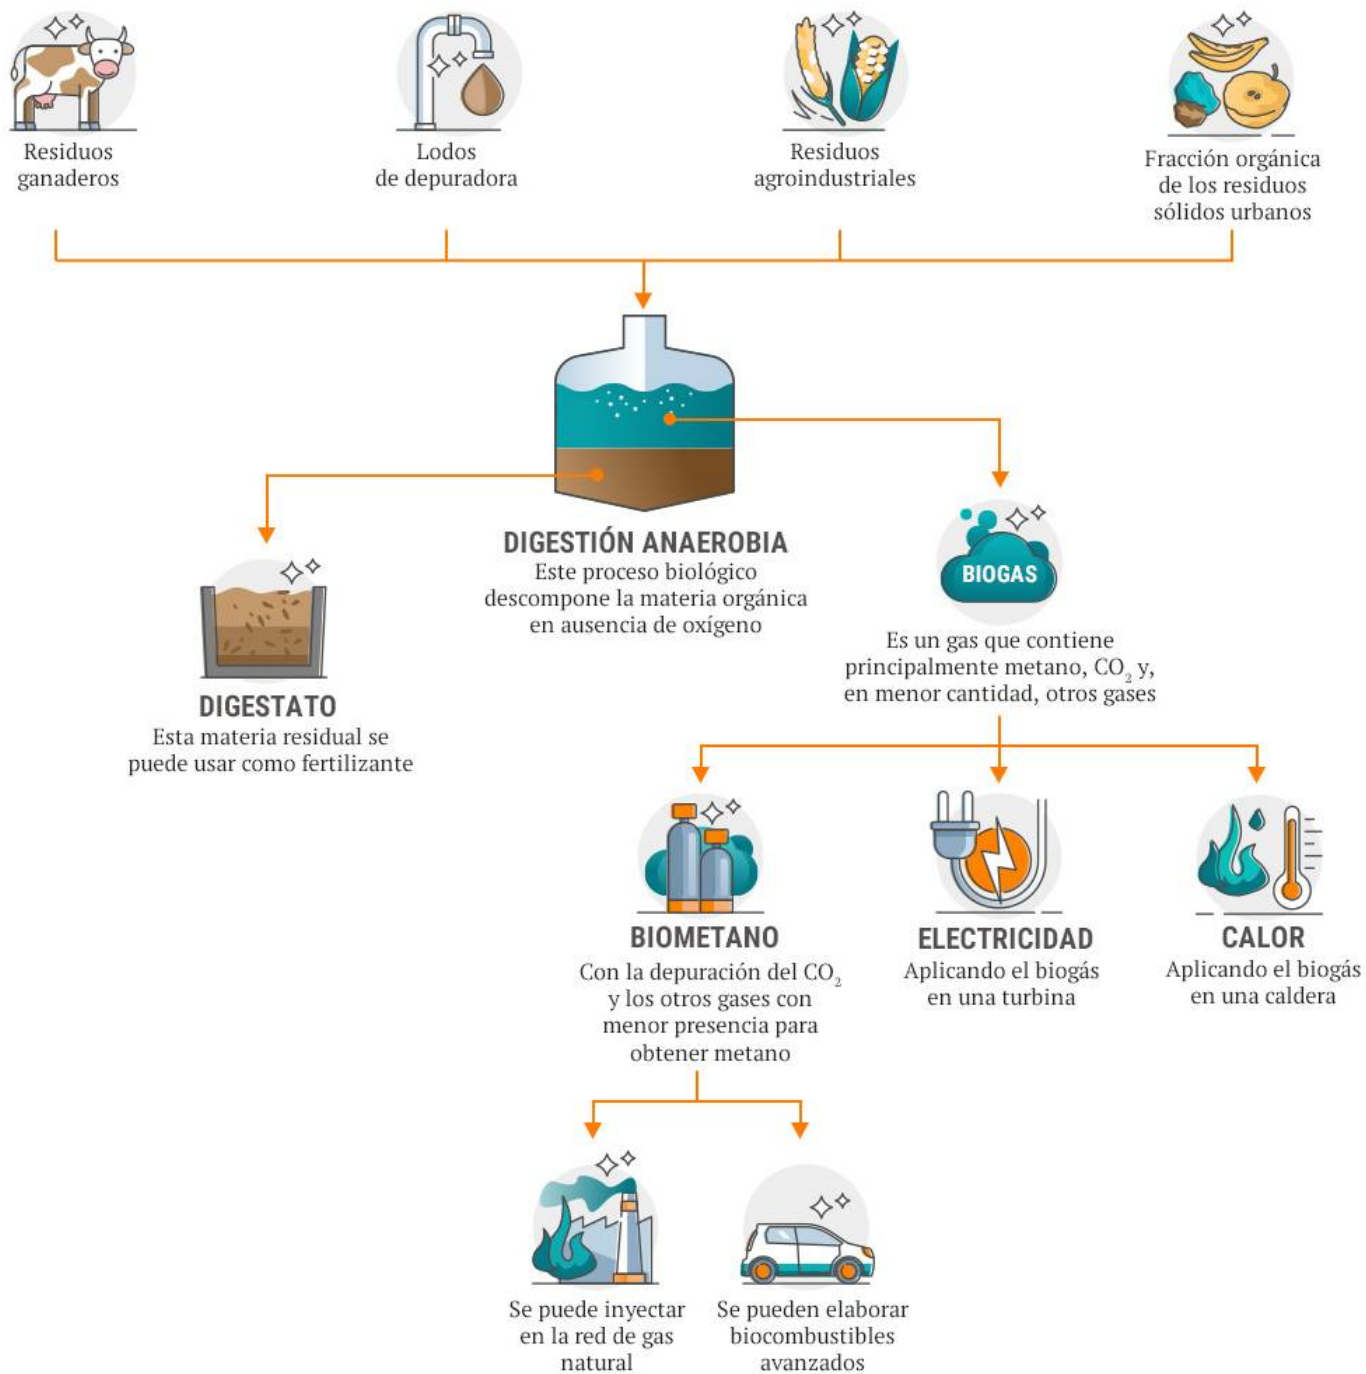 Residuos
ganaderos
Lodos
de depuradora
Residuos
agroindustriales
Fracción orgánica
de los residuos
sólidos urbanos
DIGESTIÓN ANAEROBIA
Este proceso biológico
descompone la materia orgánica
en ausencia de oxígeno
BIOGAS
Es un gas que contiene
principalmente metano, CO₂ y,
en menor cantidad, otros gases
DIGESTATO
Esta materia residual se
puede usar como fertilizante
BIOMETANO
Con la depuración del CO₂
y los otros gases con
menor presencia para
obtener metano
ELECTRICIDAD
Aplicando el biogás
en una turbina
CALOR
Aplicando el biogás
en una caldera
Se puede inyectar
en la red de gas
natural
Se pueden elaborar
biocombustibles
avanzados